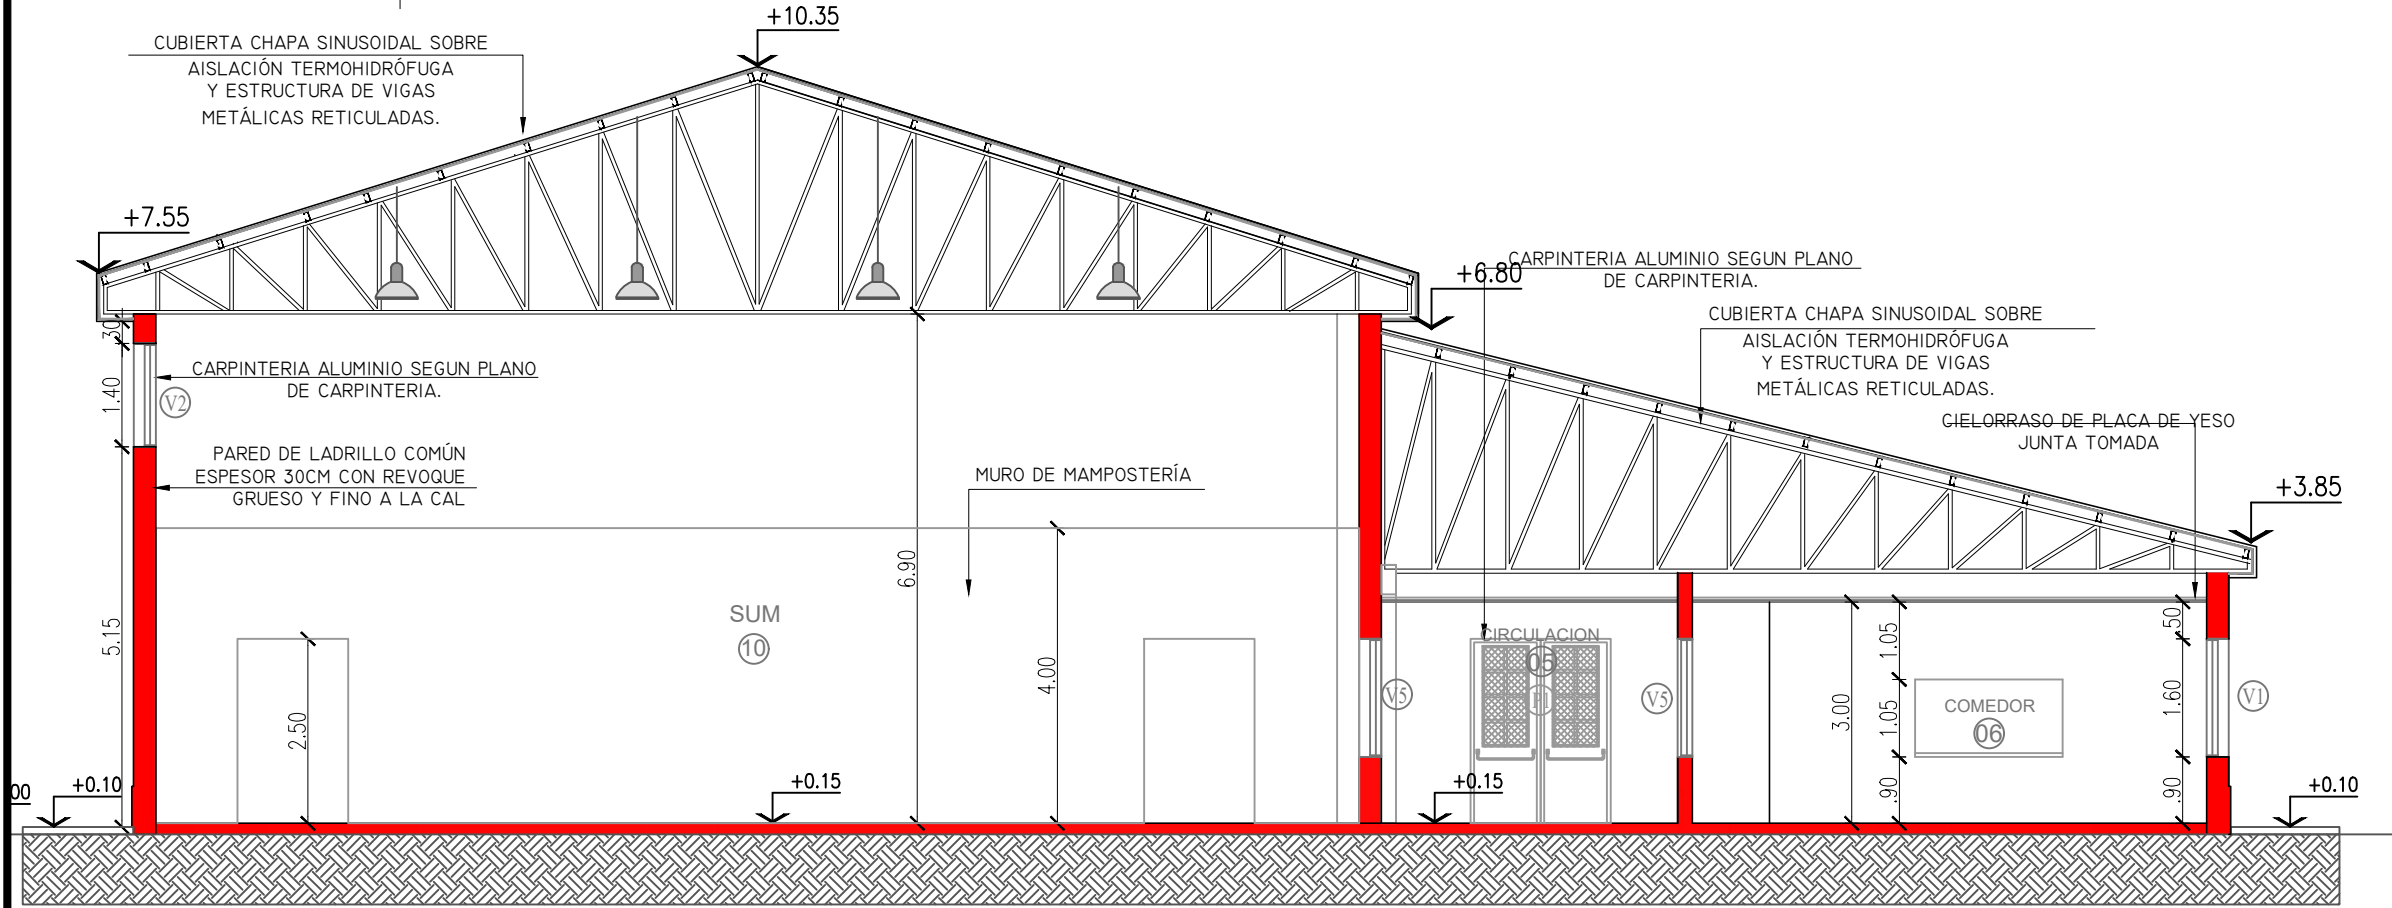 +10.35
CUBIERTA CHAPA SINUSOIDAL SOBRE
AISLACIÓN TERMOHIDRÓFUGA
Y ESTRUCTURA DE VIGAS
METÁLICAS RETICULADAS.
+7.55
CARPINTERIA ALUMINIO SEGUN PLANO
DE CARPINTERIA.
+6.80
CUBIERTA CHAPA SINUSOIDAL SOBRE
AISLACIÓN TERMOHIDRÓFUGA
Y ESTRUCTURA DE VIGAS
METÁLICAS RETICULADAS.
.30
1.40
CARPINTERIA ALUMINIO SEGUN PLANO
DE CARPINTERIA.
V2
CIELORRASO DE PLACA DE YESO
JUNTA TOMADA
PARED DE LADRILLO COMÚN
ESPESOR 30CM CON REVOQUE
GRUESO Y FINO A LA CAL
MURO DE MAMPOSTERÍA
+3.85
6.90
SUM
10
5.15
4.00
2.50
CIRCULACION
05
P1
V5
V5
3.00
1.05
1.05
.90
COMEDOR
06
.50
1.60
.90
V1
00
+0.10
+0.15
+0.15
+0.10